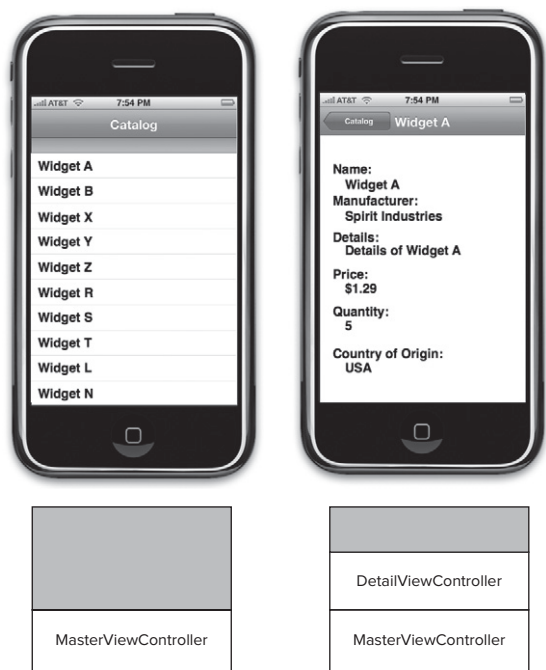 AT&T 7:54 PM
Catalog
Widget A
Widget B
Widget X
Widget Y
Widget Z
Widget R
Widget S
Widget T
Widget L
Widget N
MasterViewController
AT&T 7:54 PM
Catalog Widget A
Name:
Widget A
Manufacturer:
Spirit Industries
Details:
Details of Widget A
Price:
$1.29
Quantity:
5
Country of Origin:
USA
DetailViewController
MasterViewController